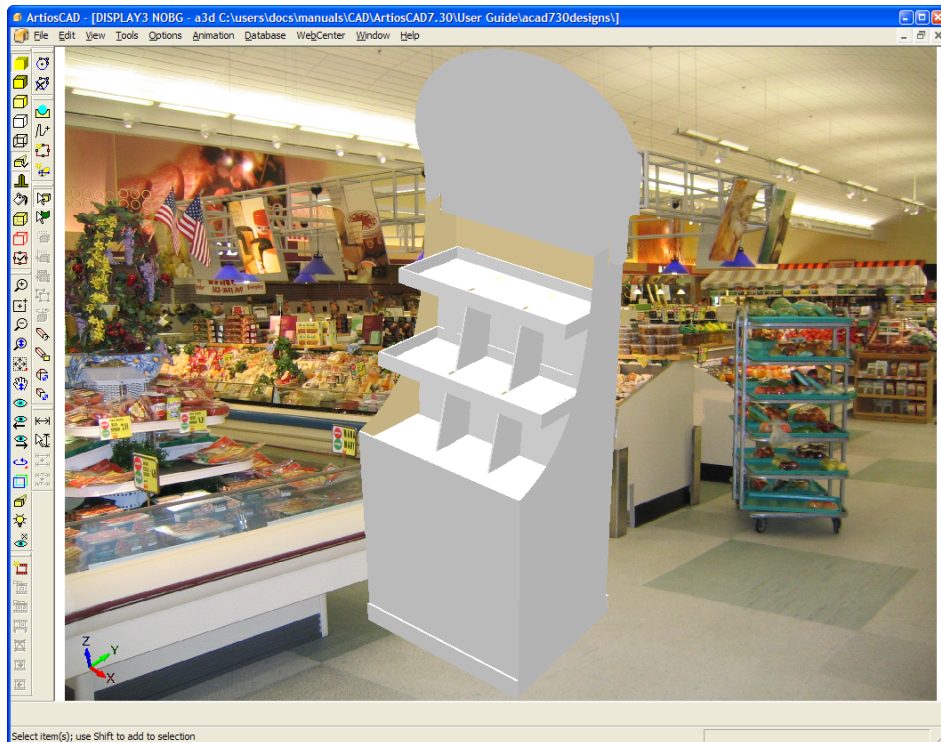 ArtiosCAD - [DISPLAY3 NOBG - a3d C:\users\docs\manuals\CAD\ArtiosCAD7.30\User Guide\acad730designs\]
File Edit View Tools Options Animation Database WebCenter Window Help
Z
Y
X
Select item(s); use Shift to add to selection